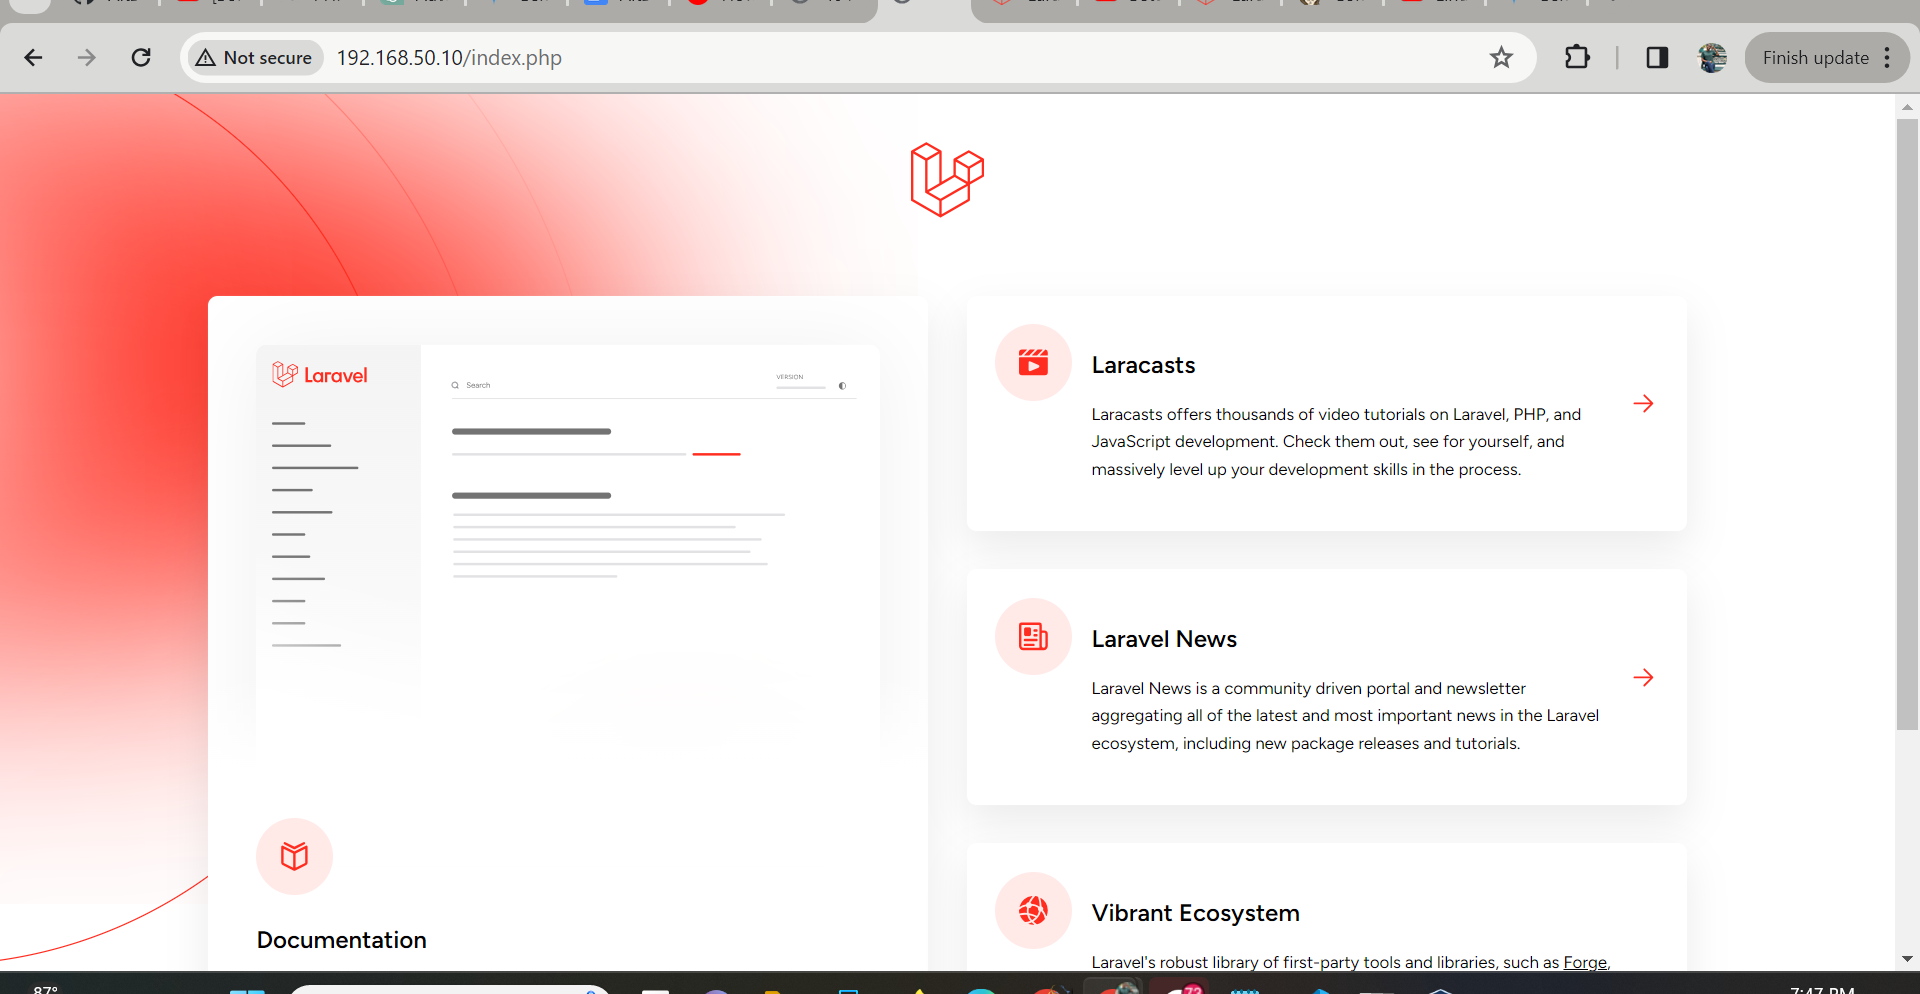 Not secure
192.168.50.10/index.php
Finish update
Laravel
Search
VERSION
Documentation
Laracasts
Laracasts offers thousands of video tutorials on Laravel, PHP, and
JavaScript development. Check them out, see for yourself, and
massively level up your development skills in the process.
Laravel News
Laravel News is a community driven portal and newsletter
aggregating all of the latest and most important news in the Laravel
ecosystem, including new package releases and tutorials.
Vibrant Ecosystem
Laravel's robust library of first-party tools and libraries, such as Forge,
87°
73
7:47 PM